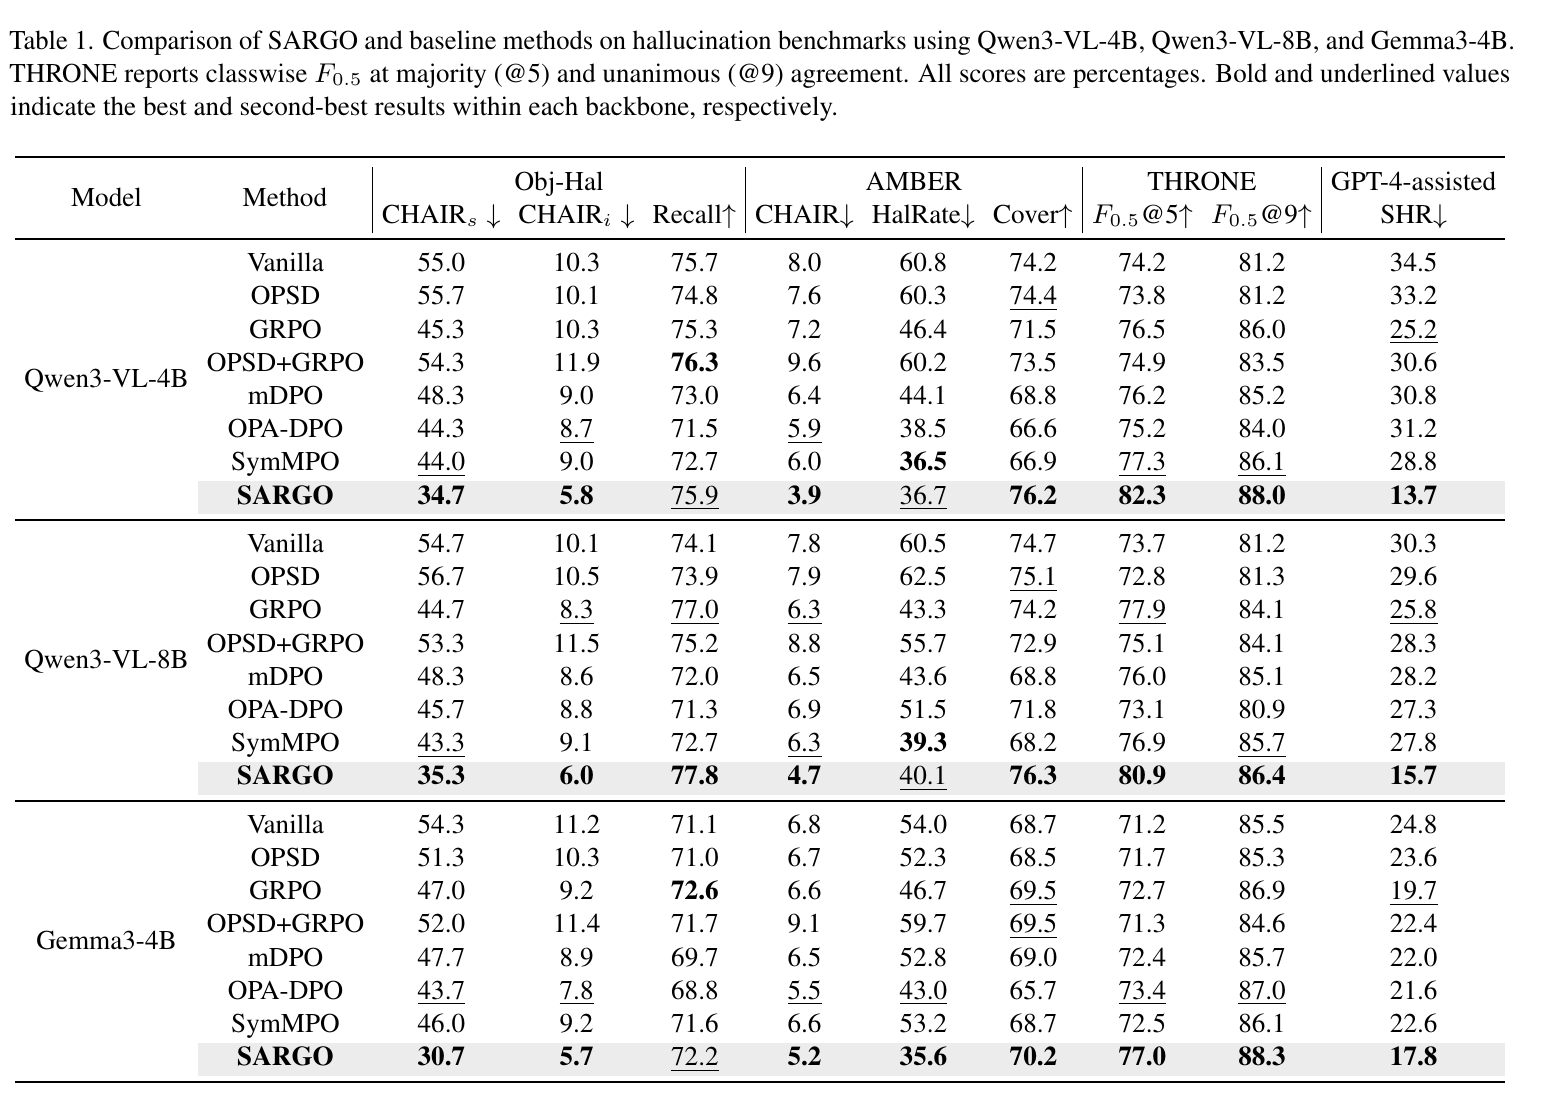 Table 1. Comparison of SARGO and baseline methods on hallucination benchmarks using Qwen3-VL-4B, Qwen3-VL-8B, and Gemma3-4B.
THRONE reports classwise F0.5 at majority (@5) and unanimous (@9) agreement. All scores are percentages. Bold and underlined values
indicate the best and second-best results within each backbone, respectively.
Model Method Obj-Hal AMBER THRONE GPT-4-assisted
CHAIRs ↓ CHAIRi ↓ Recall↑ CHAIR↓ HalRate↓ Cover↑ F0.5@5↑ F0.5@9↑ SHR↓
Qwen3-VL-4B
Vanilla 55.0 10.3 75.7 8.0 60.8 74.2 74.2 81.2 34.5
OPSD 55.7 10.1 74.8 7.6 60.3 74.4 73.8 81.2 33.2
GRPO 45.3 10.3 75.3 7.2 46.4 71.5 76.5 86.0 25.2
OPSD+GRPO 54.3 11.9 76.3 9.6 60.2 73.5 74.9 83.5 30.6
mDPO 48.3 9.0 73.0 6.4 44.1 68.8 76.2 85.2 30.8
OPA-DPO 44.3 8.7 71.5 5.9 38.5 66.6 75.2 84.0 31.2
SymMPO 44.0 9.0 72.7 6.0 36.5 66.9 77.3 86.1 28.8
SARGO 34.7 5.8 75.9 3.9 36.7 76.2 82.3 88.0 13.7
Qwen3-VL-8B
Vanilla 54.7 10.1 74.1 7.8 60.5 74.7 73.7 81.2 30.3
OPSD 56.7 10.5 73.9 7.9 62.5 75.1 72.8 81.3 29.6
GRPO 44.7 8.3 77.0 6.3 43.3 74.2 77.9 84.1 25.8
OPSD+GRPO 53.3 11.5 75.2 8.8 55.7 72.9 75.1 84.1 28.3
mDPO 48.3 8.6 72.0 6.5 43.6 68.8 76.0 85.1 28.2
OPA-DPO 45.7 8.8 71.3 6.9 51.5 71.8 73.1 80.9 27.3
SymMPO 43.3 9.1 72.7 6.3 39.3 68.2 76.9 85.7 27.8
SARGO 35.3 6.0 77.8 4.7 40.1 76.3 80.9 86.4 15.7
Gemma3-4B
Vanilla 54.3 11.2 71.1 6.8 54.0 68.7 71.2 85.5 24.8
OPSD 51.3 10.3 71.0 6.7 52.3 68.5 71.7 85.3 23.6
GRPO 47.0 9.2 72.6 6.6 46.7 69.5 72.7 86.9 19.7
OPSD+GRPO 52.0 11.4 71.7 9.1 59.7 69.5 71.3 84.6 22.4
mDPO 47.7 8.9 69.7 6.5 52.8 69.0 72.4 85.7 22.0
OPA-DPO 43.7 7.8 68.8 5.5 43.0 65.7 73.4 87.0 21.6
SymMPO 46.0 9.2 71.6 6.6 53.2 68.7 72.5 86.1 22.6
SARGO 30.7 5.7 72.2 5.2 35.6 70.2 77.0 88.3 17.8